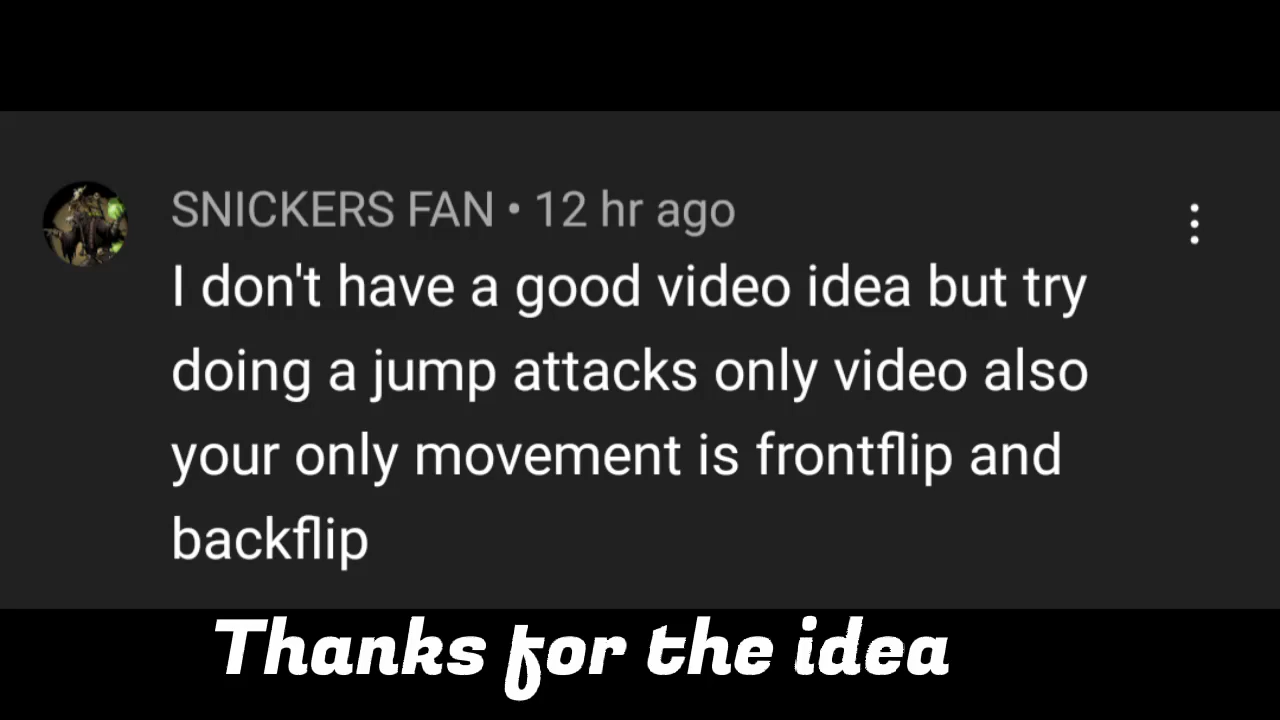 SNICKERS FAN • 12 hr ago
I don't have a good video idea but try
doing a jump attacks only video also
your only movement is frontflip and
backflip
Thanks for the idea